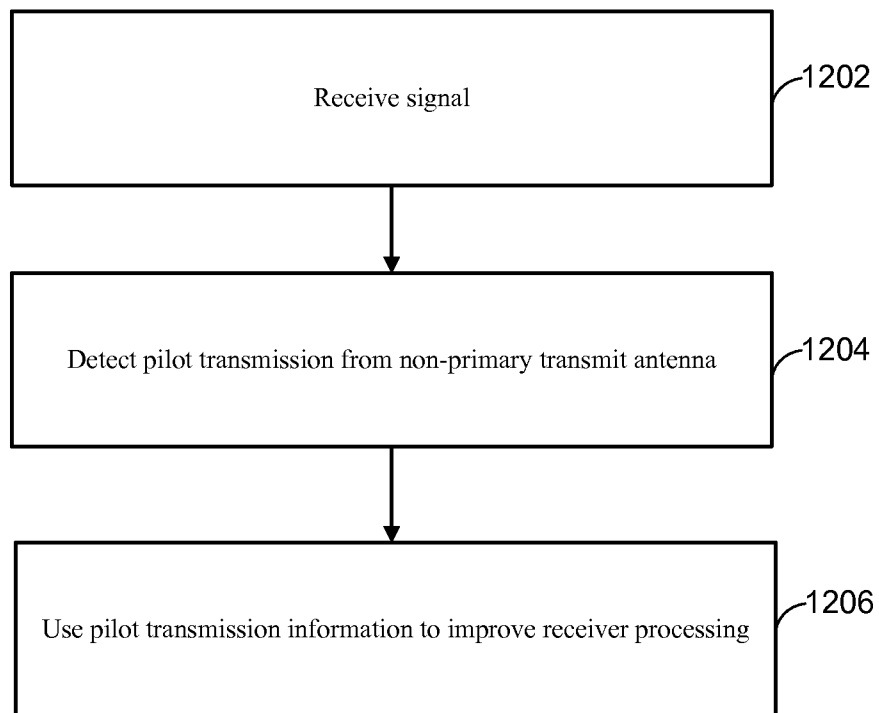 Receive signal
1202
Detect pilot transmission from non-primary transmit antenna
1204
Use pilot transmission information to improve receiver processing
1206